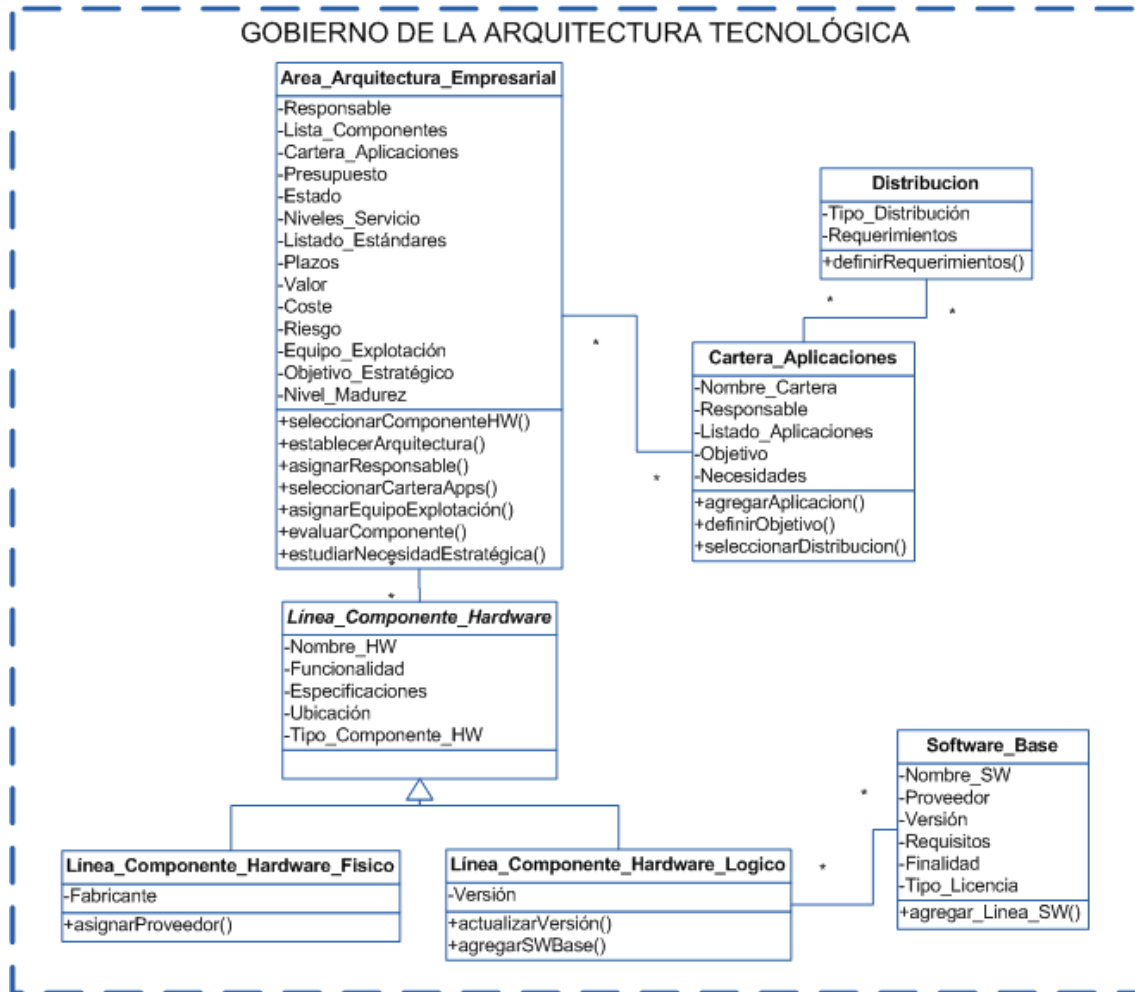 GOBIERNO DE LA ARQUITECTURA TECNOLÓGICA
Area_Arquitectura_Empresarial
-Responsable
-Lista_Componentes
-Cartera_Aplicaciones
-Presupuesto
-Estado
-Niveles_Servicio
-Listado_Estándares
-Plazos
-Valor
-Coste
-Riesgo
-Equipo_Explotación
-Objetivo_Estratégico
-Nivel_Madurez
+seleccionarComponenteHW()
+establecerArquitectura()
+asignarResponsable()
+seleccionarCarteraApps()
+asignarEquipoExplotación()
+evaluarComponente()
+estudiarNecesidadEstratégica()
*
*
*
*
Distribucion
-Tipo_Distribución
-Requerimientos
+definirRequerimientos()
*
*
Cartera_Aplicaciones
-Nombre_Cartera
-Responsable
-Listado_Aplicaciones
-Objetivo
-Necesidades
+agregarAplicacion()
+definirObjetivo()
+seleccionarDistribucion()
Línea_Componente_Hardware
-Nombre_HW
-Funcionalidad
-Especificaciones
-Ubicación
-Tipo_Componente_HW
Línea_Componente_Hardware_Fisico
-Fabricante
+asignarProveedor()
Línea_Componente_Hardware_Logico
-Versión
+actualizarVersión()
+agregarSWBase()
*
*
Software_Base
-Nombre_SW
-Proveedor
-Versión
-Requisitos
-Finalidad
-Tipo_Licencia
+agregar_Linea_SW()